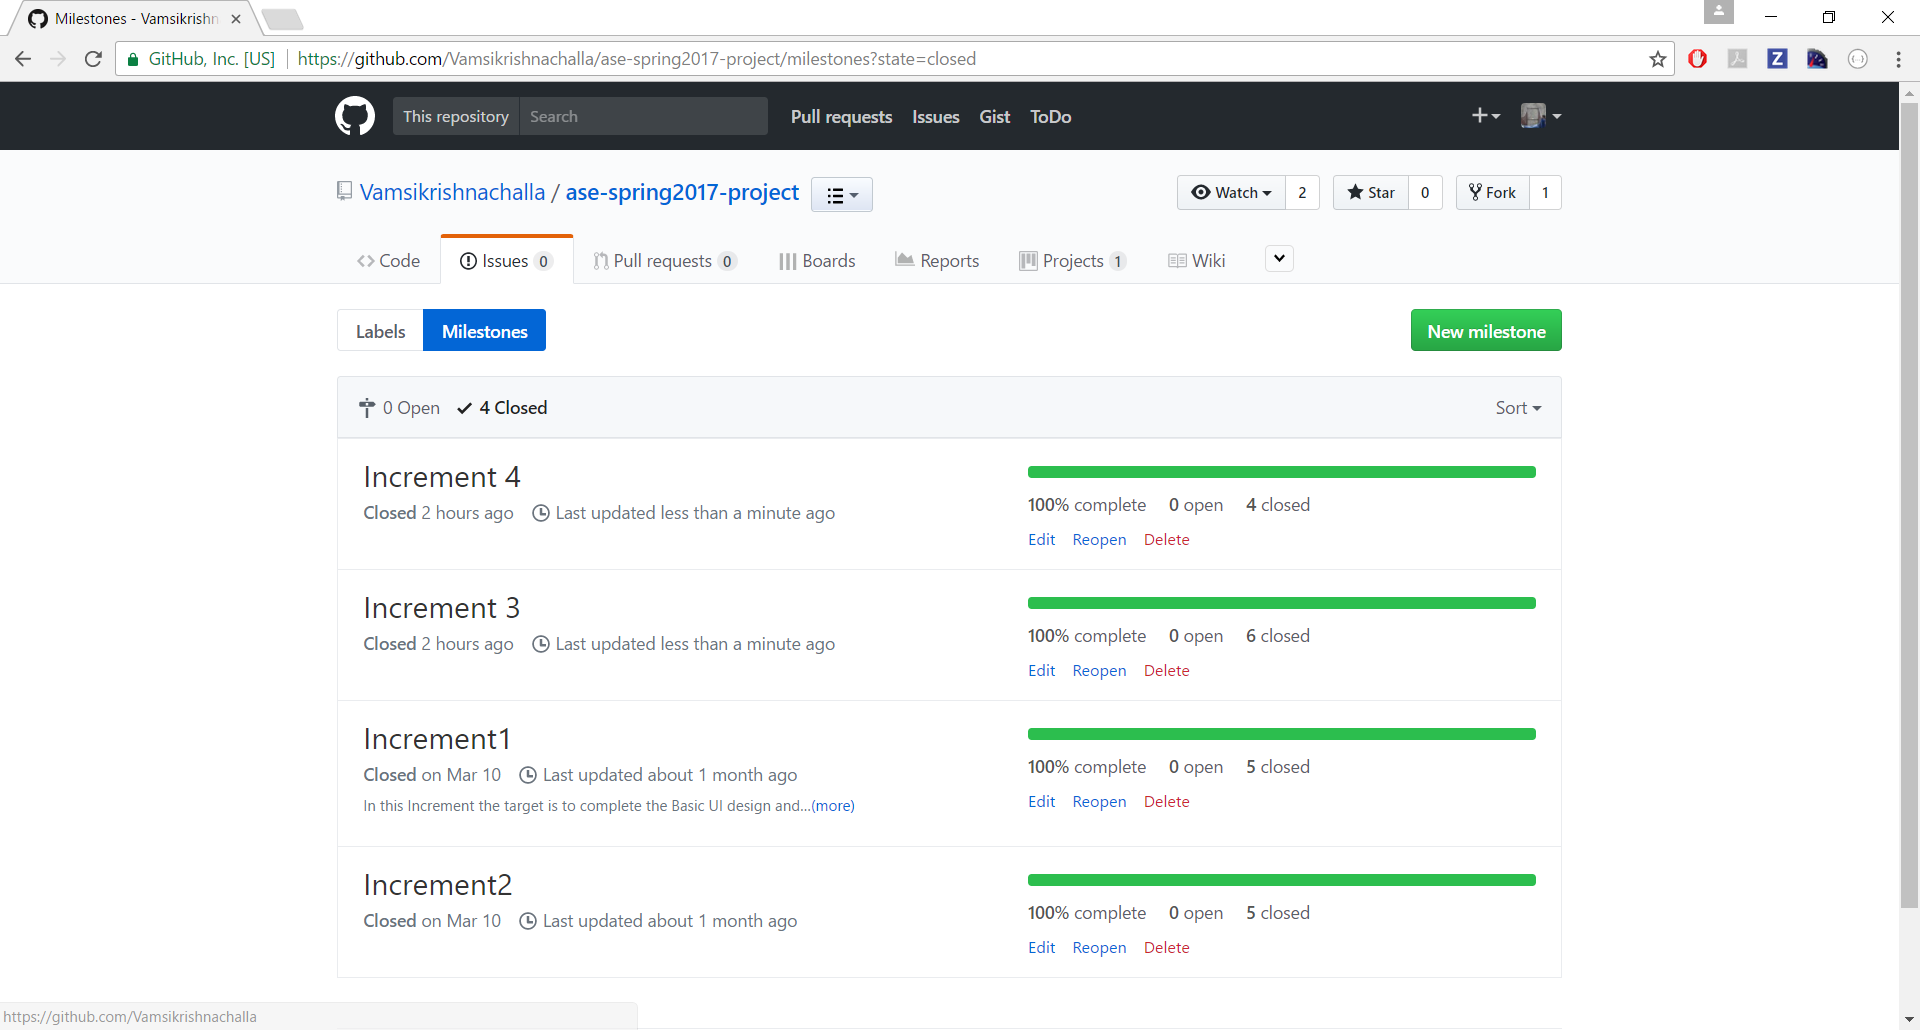 Milestones - Vamsikrishn
GitHub, Inc. [US] https://github.com/Vamsikrishnachalla/ase-spring2017-project/milestones?state=closed
This repository Search Pull requests Issues Gist ToDo
Vamsikrishnachalla / ase-spring2017-project Watch 2 Star 0 Fork 1
Code Issues 0 Pull requests 0 Boards Reports Projects 1 Wiki
Labels Milestones New milestone
0 Open 4 Closed Sort
Increment 4
Closed 2 hours ago Last updated less than a minute ago
100% complete 0 open 4 closed
Edit Reopen Delete
Increment 3
Closed 2 hours ago Last updated less than a minute ago
100% complete 0 open 6 closed
Edit Reopen Delete
Increment1
Closed on Mar 10 Last updated about 1 month ago
In this Increment the target is to complete the Basic UI design and...(more)
100% complete 0 open 5 closed
Edit Reopen Delete
Increment2
Closed on Mar 10 Last updated about 1 month ago
100% complete 0 open 5 closed
Edit Reopen Delete
https://github.com/Vamsikrishnachalla